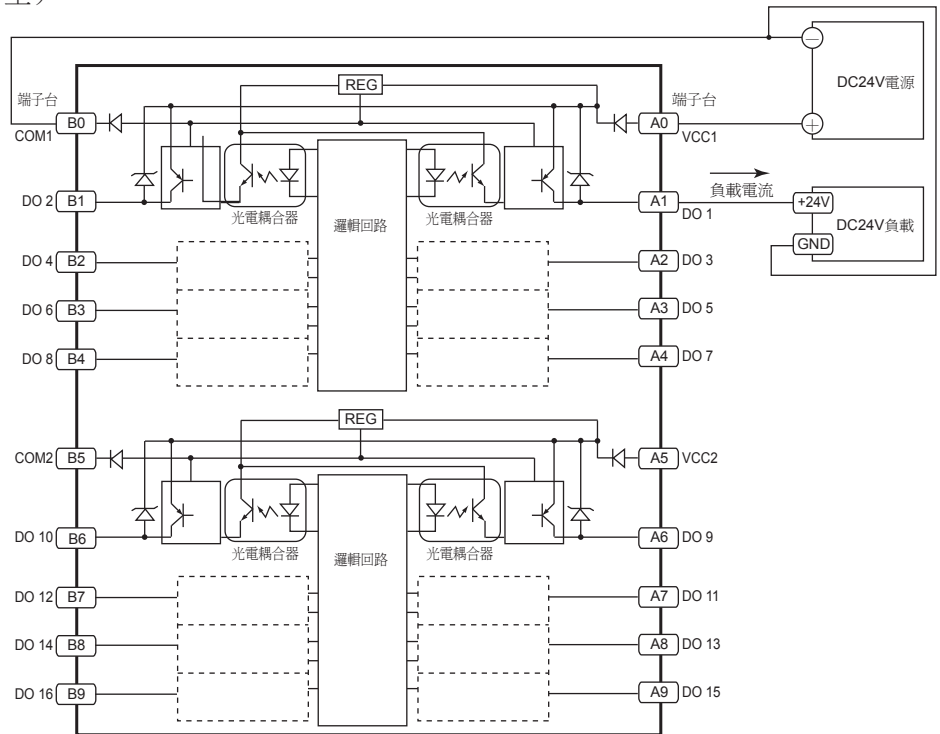 DC24V電源
REG
端子台
B0
COM1
端子台
A0
VCC1
負載電流
DO 2 B1
A1
DO 1
+24V
DC24V負載
GND
光電耦合器
邏輯回路
光電耦合器
DO 4 B2
A2 DO 3
DO 6 B3
A3 DO 5
DO 8 B4
A4 DO 7
REG
COM2 B5
A5 VCC2
DO 10 B6
A6 DO 9
光電耦合器
邏輯回路
光電耦合器
DO 12 B7
A7 DO 11
DO 14 B8
A8 DO 13
DO 16 B9
A9 DO 15